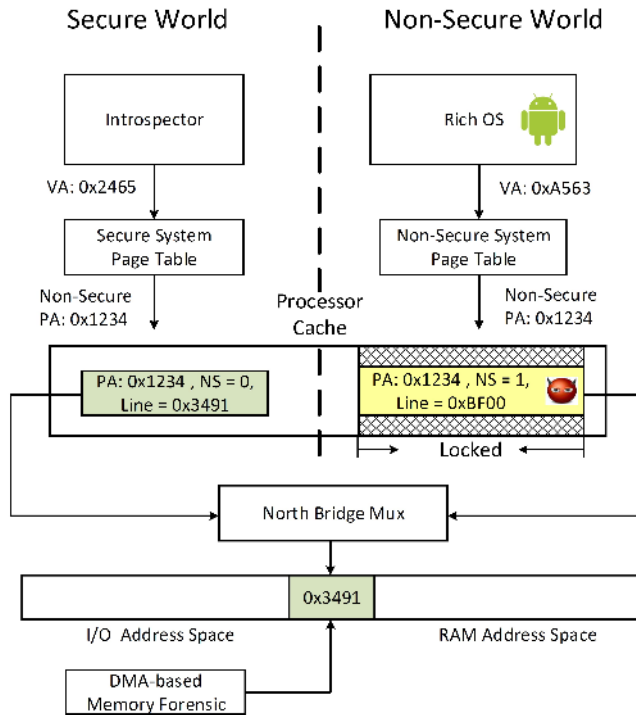 Secure World
Non-Secure World
Introspector
Rich OS
VA: 0x2465
VA: 0xA563
Secure System
Page Table
Non-Secure System
Page Table
Non-Secure
PA: 0x1234
Processor
Cache
Non-Secure
PA: 0x1234
PA: 0x1234 , NS = 0,
Line = 0x3491
PA: 0x1234 , NS = 1,
Line = 0xBF00
Locked
North Bridge Mux
0x3491
I/O Address Space
RAM Address Space
DMA-based
Memory Forensic